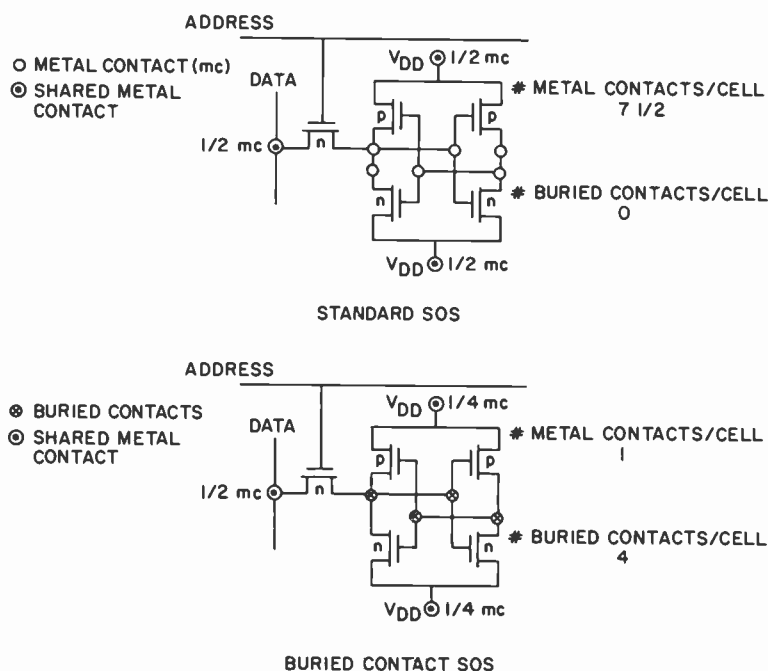 ADDRESS
○ METAL CONTACT (mc)
⊙ SHARED METAL
CONTACT
DATA
VDD ⊙ 1/2 mc
# METAL CONTACTS/CELL
7 1/2
p
p
1/2 mc
n
n
n
# BURIED CONTACTS/CELL
0
VDD ⊙ 1/2 mc
STANDARD SOS
ADDRESS
⊗ BURIED CONTACTS
⊙ SHARED METAL
CONTACT
DATA
VDD ⊙ 1/4 mc
# METAL CONTACTS/CELL
1
p
p
1/2 mc
n
n
n
# BURIED CONTACTS/CELL
4
VDD ⊙ 1/4 mc
BURIED CONTACT SOS